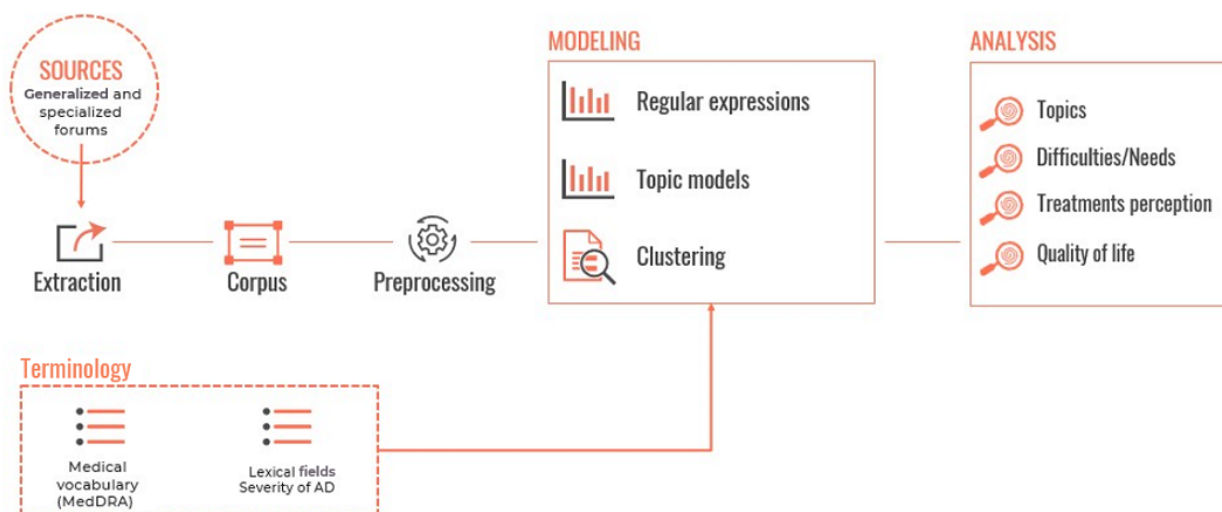 SOURCES
Generalized and
specialized
forums
Extraction
Corpus
Preprocessing
MODELING
Regular expressions
Topic models
Clustering
ANALYSIS
Topics
Difficulties/Needs
Treatments perception
Quality of life
Terminology
Medical
vocabulary
(MedDRA)
Lexical fields
Severity of AD